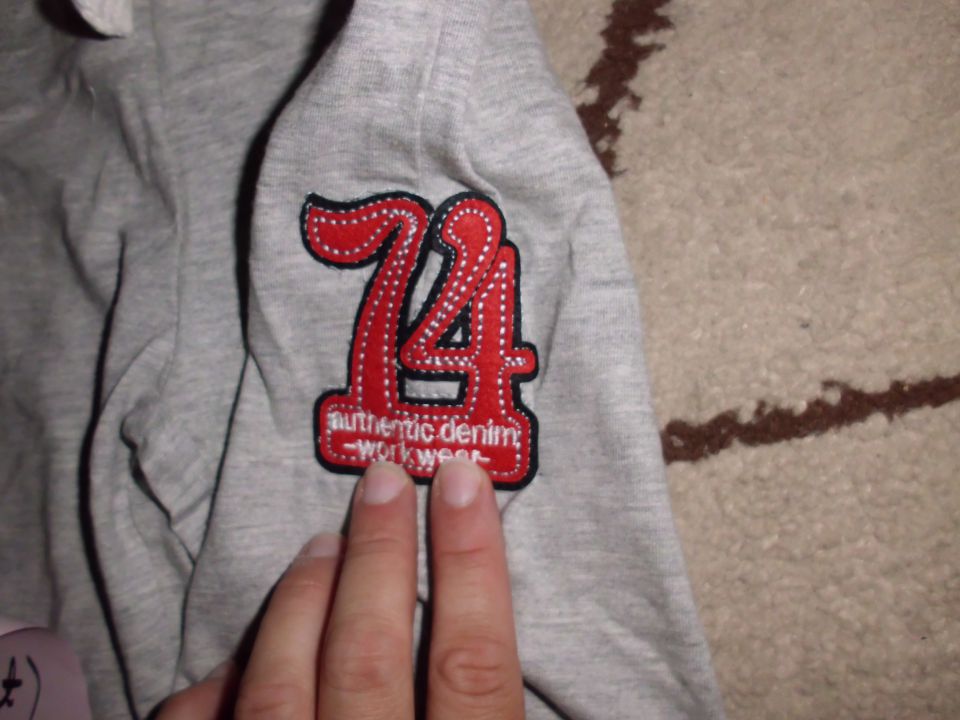 74
authentic denim
-workwear-